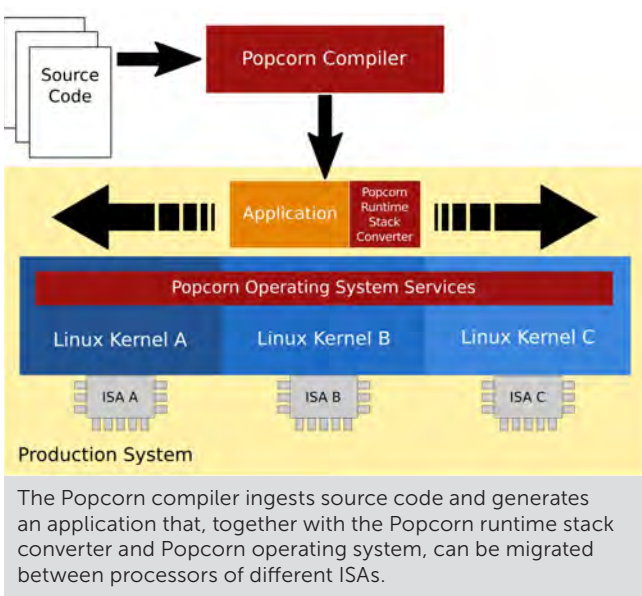 Source
Code
Popcorn Compiler
Application
Popcorn
Runtime
Stack
Converter
Popcorn Operating System Services
Linux Kernel A
Linux Kernel B
Linux Kernel C
ISA A
ISA B
ISA C
Production System
The Popcorn compiler ingests source code and generates
an application that, together with the Popcorn runtime stack
converter and Popcorn operating system, can be migrated
between processors of different ISAs.